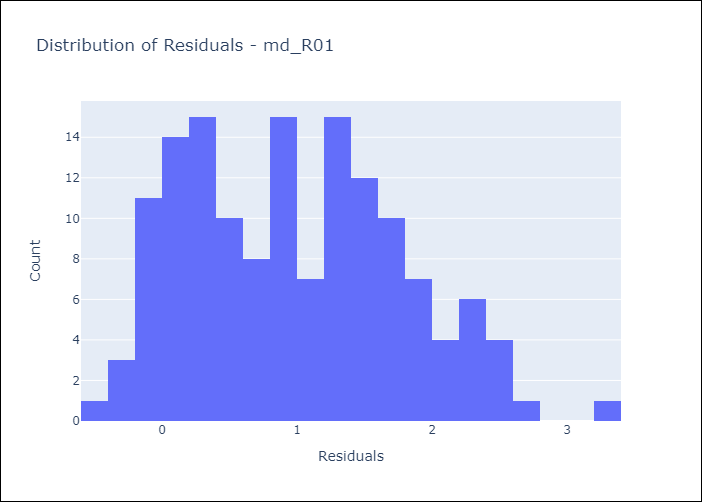 Distribution of Residuals - md_R01
14
12
10
8
6
4
2
0
Count
0 1 2 3
Residuals